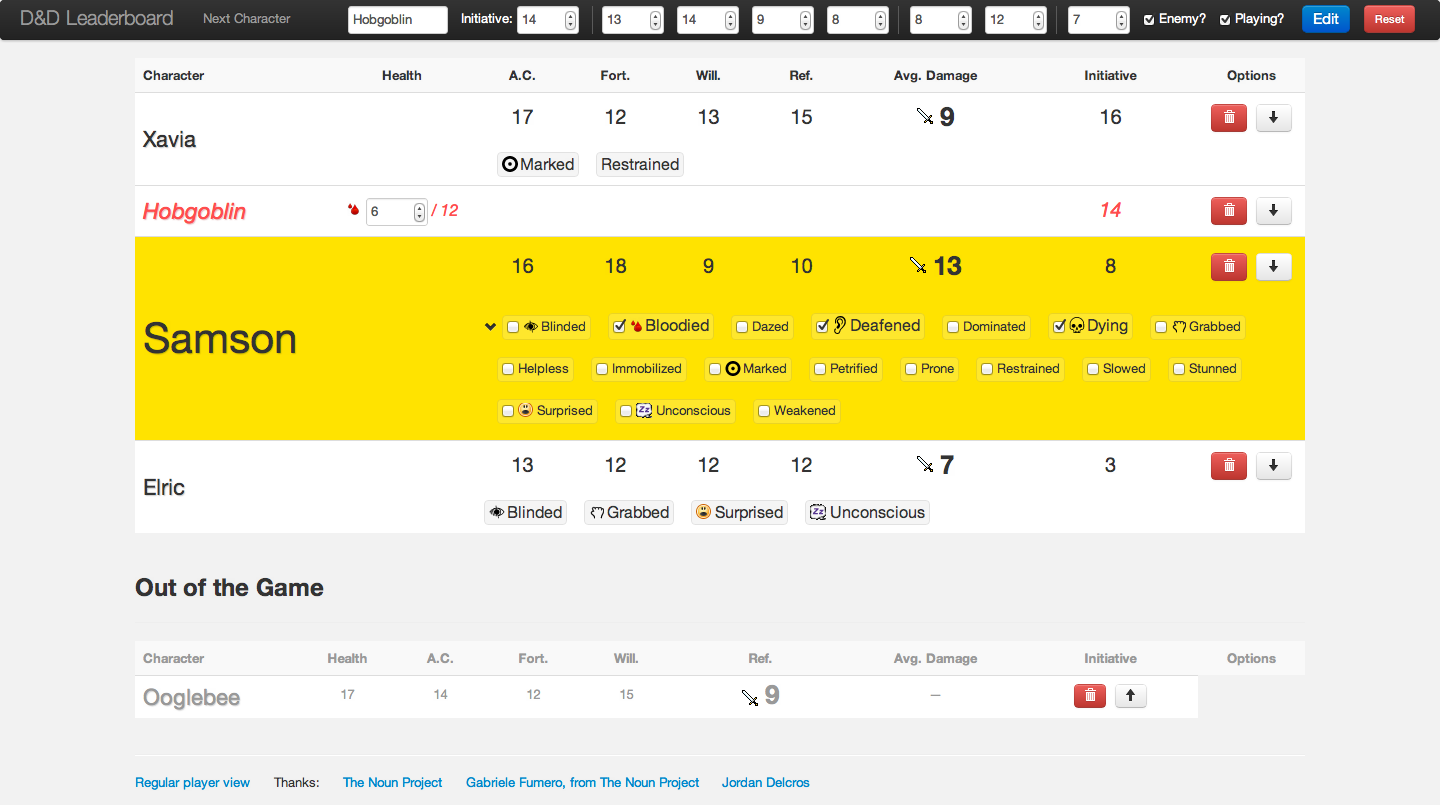 D&D Leaderboard Next Character Hobgoblin Initiative: 14 13 14 9 8 8 12 7 Enemy? Playing? Edit Reset
Character Health A.C. Fort. Will. Ref. Avg. Damage Initiative Options
Xavia 17 12 13 15 9 16
Marked Restrained
Hobgoblin 6 / 12 14
Samson 16 18 9 10 13 8
Blinded Bloodied Dazed Deafened Dominated Dying Grabbed
Helpless Immobilized Marked Petrified Prone Restrained Slowed Stunned
Surprised Zz Unconscious Weakened
Elric 13 12 12 12 7 3
Blinded Grabbed Surprised Zz Unconscious
Out of the Game
Character Health A.C. Fort. Will. Ref. Avg. Damage Initiative Options
Ooglebee 17 14 12 15 9 —
Regular player view Thanks: The Noun Project Gabriele Fumero, from The Noun Project Jordan Delcros